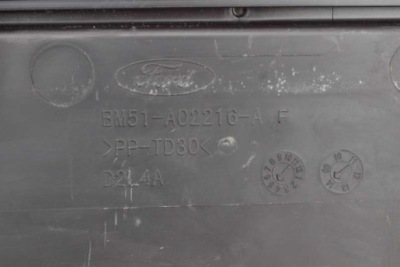 Ford
BM51-A02216-A F
>PP-TD30<
D2L4A